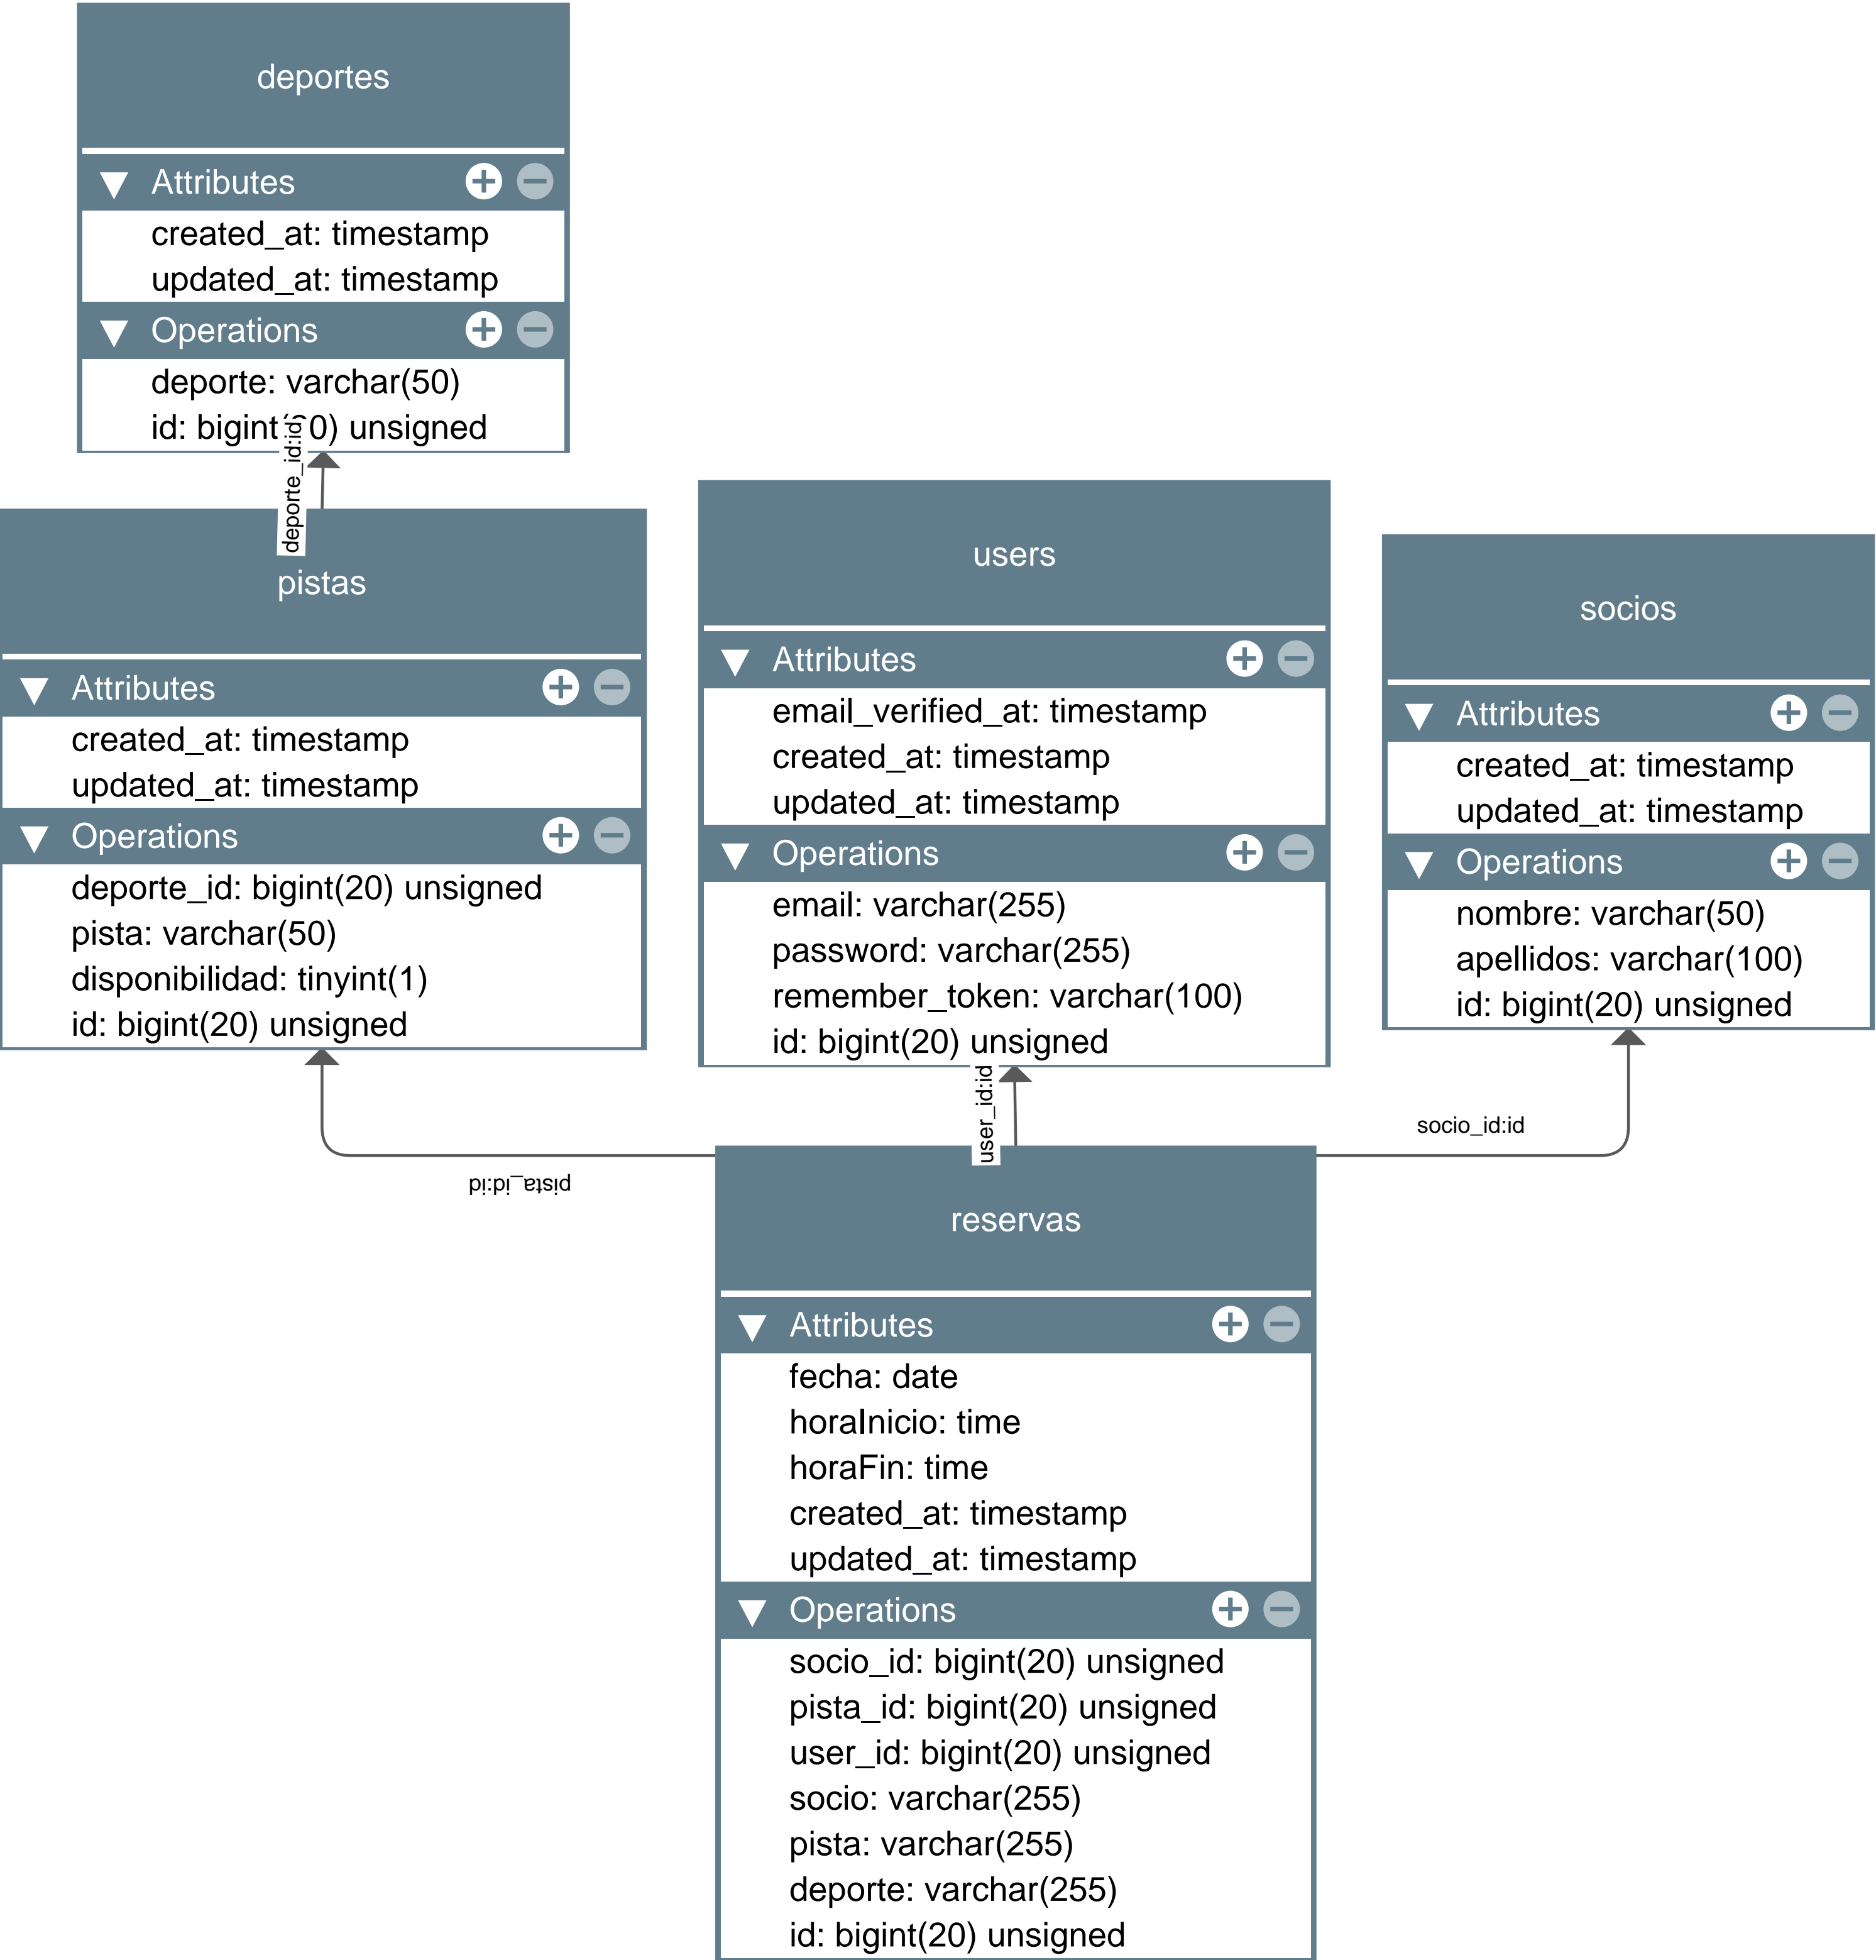 deportes
Attributes
created_at: timestamp
updated_at: timestamp
Operations
deporte: varchar(50)
id: bigint(20) unsigned
deporte_id:id
pistas
Attributes
created_at: timestamp
updated_at: timestamp
Operations
deporte_id: bigint(20) unsigned
pista: varchar(50)
disponibilidad: tinyint(1)
id: bigint(20) unsigned
users
Attributes
email_verified_at: timestamp
created_at: timestamp
updated_at: timestamp
Operations
email: varchar(255)
password: varchar(255)
remember_token: varchar(100)
id: bigint(20) unsigned
socios
Attributes
created_at: timestamp
updated_at: timestamp
Operations
nombre: varchar(50)
apellidos: varchar(100)
id: bigint(20) unsigned
pista_id:id
user_id:id
socio_id:id
reservas
Attributes
fecha: date
horaInicio: time
horaFin: time
created_at: timestamp
updated_at: timestamp
Operations
socio_id: bigint(20) unsigned
pista_id: bigint(20) unsigned
user_id: bigint(20) unsigned
socio: varchar(255)
pista: varchar(255)
deporte: varchar(255)
id: bigint(20) unsigned